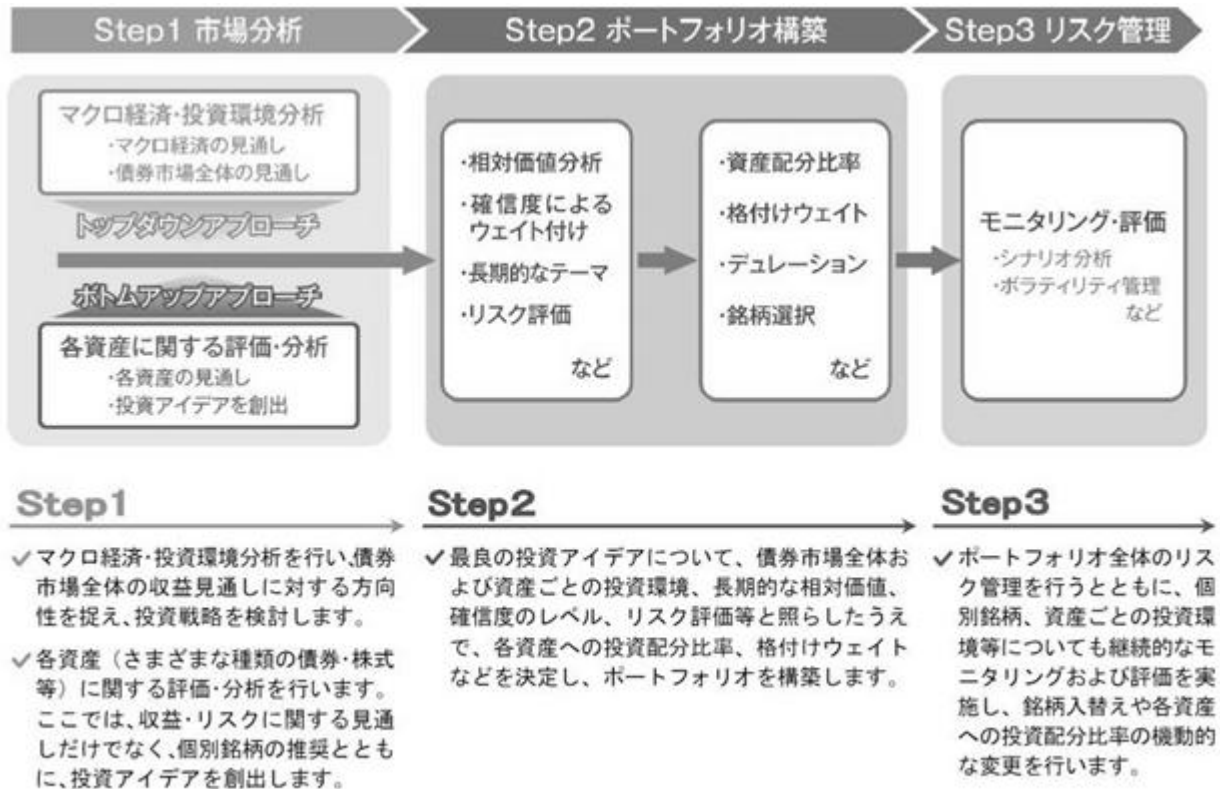 Step1 市場分析
Step2 ポートフォリオ構築
Step3 リスク管理
マクロ経済・投資環境分析
・マクロ経済の見通し
・債券市場全体の見通し
トップダウンアプローチ
ボトムアップアプローチ
各資産に関する評価・分析
・各資産の見通し
・投資アイデアを創出
・相対価値分析
・確信度による
ウェイト付け
・長期的なテーマ
・リスク評価
など
・資産配分比率
・格付けウェイト
・デュレーション
・銘柄選択
など
モニタリング・評価
・シナリオ分析
・ボラティリティ管理
など
Step1
✓マクロ経済・投資環境分析を行い、債券
市場全体の収益見通しに対する方向
性を捉え、投資戦略を検討します。
✓各資産（さまざまな種類の債券・株式
等）に関する評価・分析を行います。
ここでは、収益・リスクに関する見通
しだけでなく、個別銘柄の推奨ととも
に、投資アイデアを創出します。
Step2
✓最良の投資アイデアについて、債券市場全体お
よび資産ごとの投資環境、長期的な相対価値、
確信度のレベル、リスク評価等と照らしたうえ
で、各資産への投資配分比率、格付けウェイト
などを決定し、ポートフォリオを構築します。
Step3
✓ポートフォリオ全体のリス
ク管理を行うとともに、個
別銘柄、資産ごとの投資環
境等についても継続的なモ
ニタリングおよび評価を実
施し、銘柄入替えや各資産
への投資配分比率の機動的
な変更を行います。